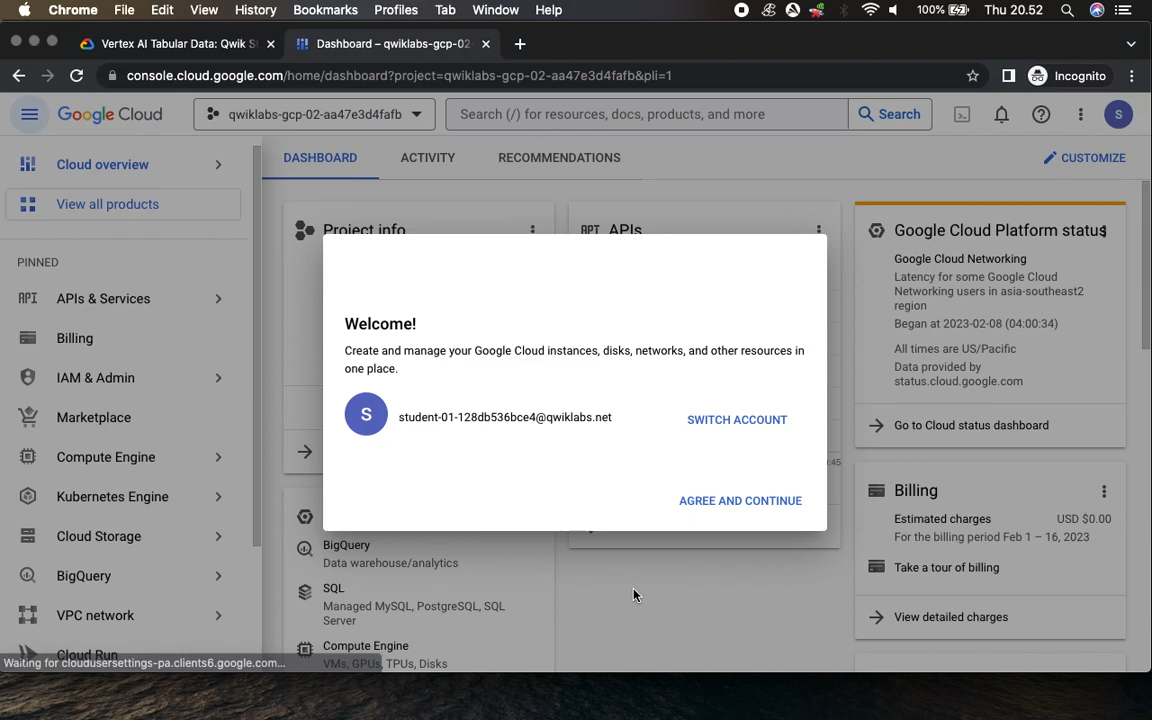 Chrome File Edit View History Bookmarks Profiles Tab Window Help 100% Thu 20.52
Vertex AI Tabular Data: Qwik S
Dashboard – qwiklabs-gcp-02-
console.cloud.google.com/home/dashboard?project=qwiklabs-gcp-02-aa47e3d4fafb&pli=1
Incognito
Google Cloud
qwiklabs-gcp-02-aa47e3d4fafb
Search (/) for resources, docs, products, and more
Search
S
Cloud overview
View all products
PINNED
API APIs & Services
Billing
IAM & Admin
Marketplace
Compute Engine
Kubernetes Engine
Cloud Storage
BigQuery
VPC network
Cloud Run
Waiting for cloudusersettings-pa.clients6.google.com...
DASHBOARD ACTIVITY RECOMMENDATIONS
CUSTOMIZE
Project info
API APIs
Welcome!
Create and manage your Google Cloud instances, disks, networks, and other resources in
one place.
S
student-01-128db536bce4@qwiklabs.net
SWITCH ACCOUNT
AGREE AND CONTINUE
:45
BigQuery
Data warehouse/analytics
SQL
Managed MySQL, PostgreSQL, SQL
Server
Compute Engine
VMs, GPUs, TPUs, Disks
Google Cloud Platform status
Google Cloud Networking
Latency for some Google Cloud
Networking users in asia-southeast2
region
Began at 2023-02-08 (04:00:34)
All times are US/Pacific
Data provided by
status.cloud.google.com
Go to Cloud status dashboard
Billing
Estimated charges USD $0.00
For the billing period Feb 1 – 16, 2023
Take a tour of billing
View detailed charges